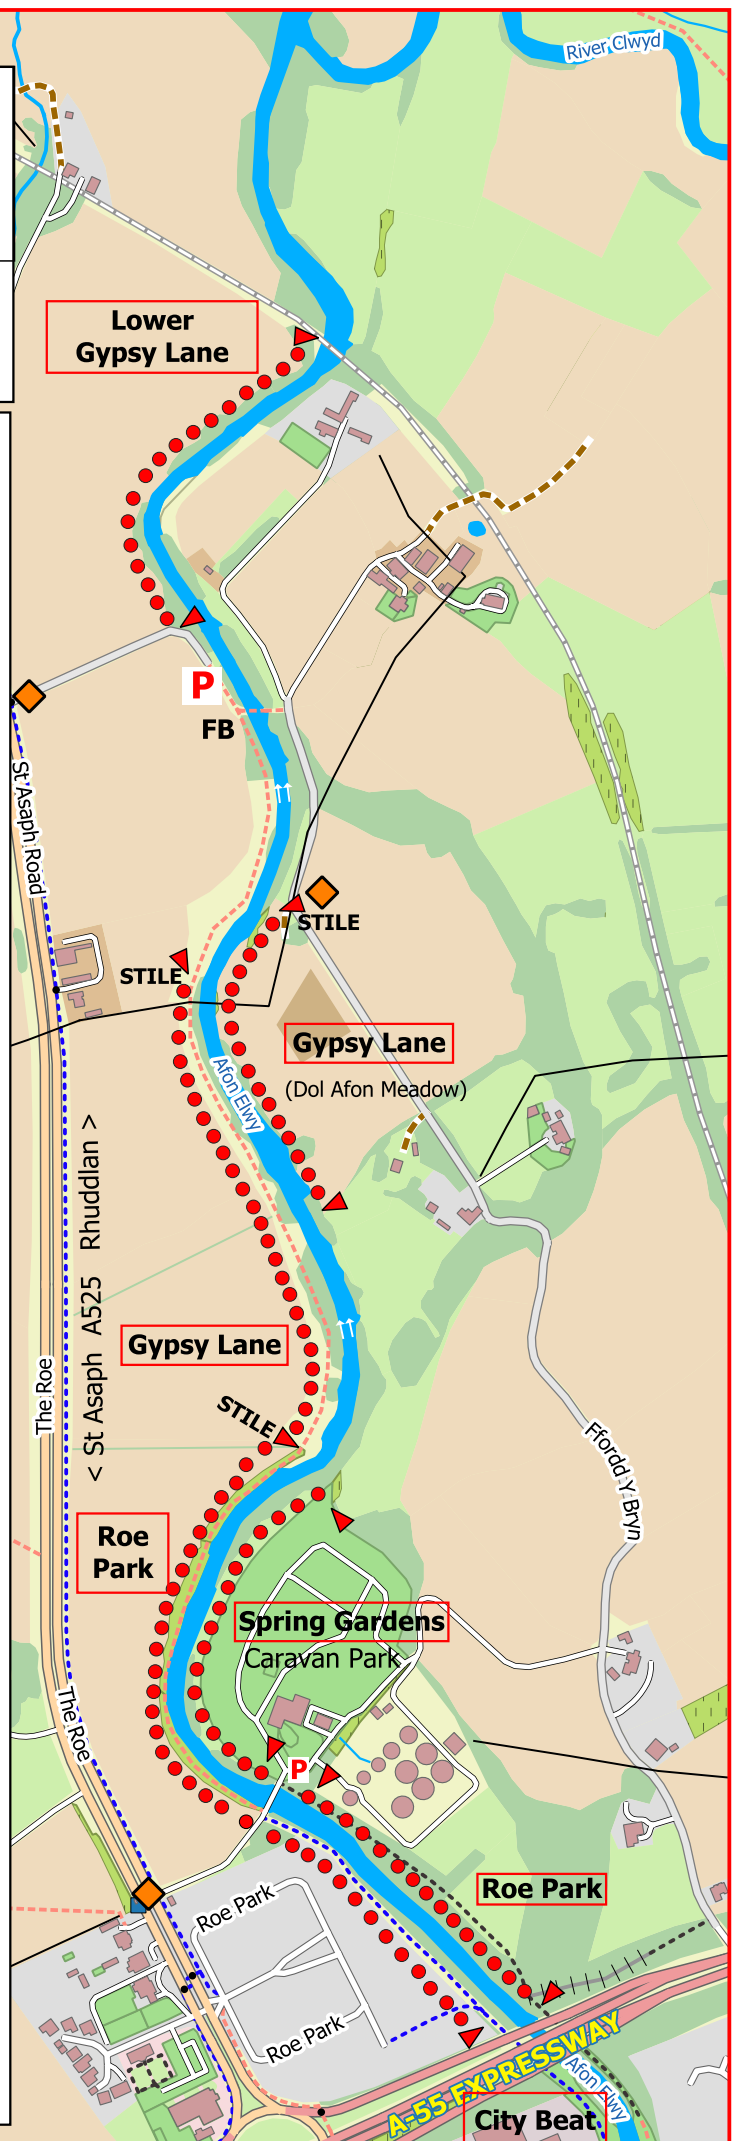 River Clwyd
Lower
Gypsy Lane
P
FB
St Asaph Road
STILE
STILE
Gypsy Lane
(Dol Afon Meadow)
Afon Elwy
< St Asaph A525 Rhuddlan >
Gypsy Lane
The Roe
STILE
Ffordd Y Bryn
Roe
Park
Spring Gardens
Caravan Park
The Roe
P
Roe Park
Roe Park
Roe Park
A-55 EXPRESSWAY
Afon Elwy
City Beat